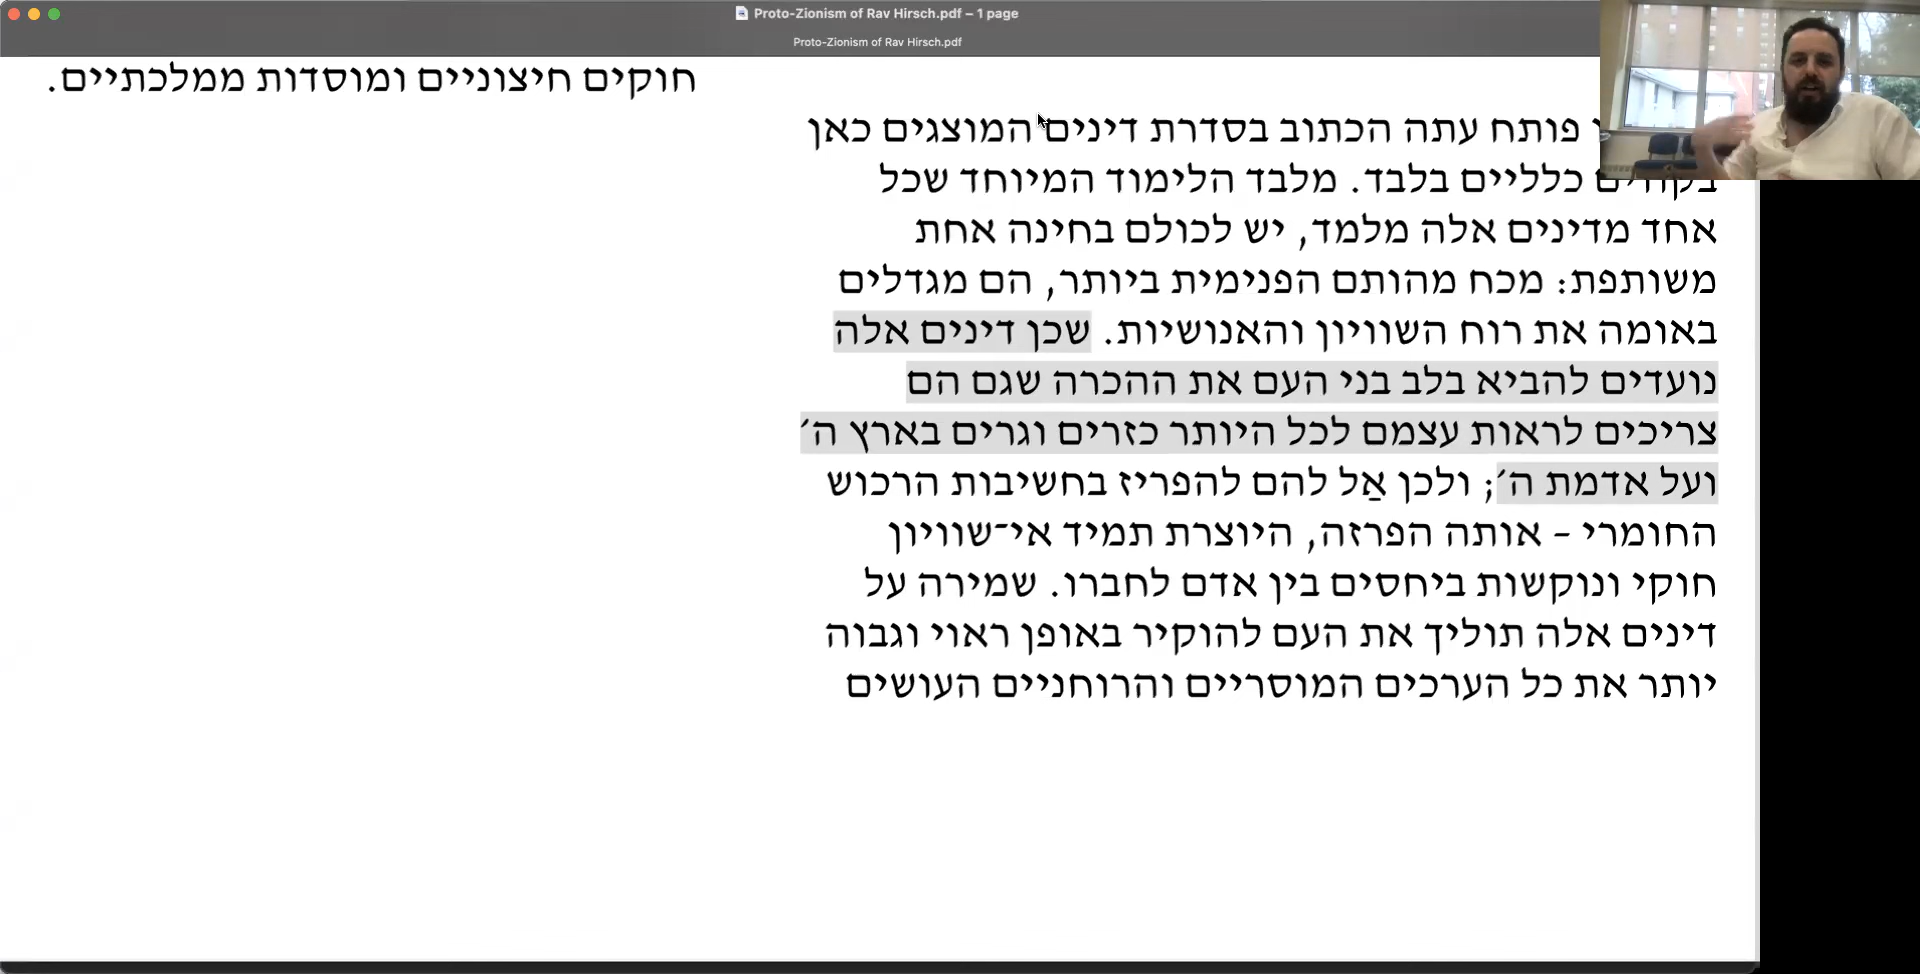 Proto-Zionism of Rav Hirsch.pdf – 1 page
Proto-Zionism of Rav Hirsch.pdf
חוקים חיצוניים ומוסדות ממלכתיים.
פותח עתה הכתוב בסדרת דינים המוצגים כאן
בקווים כלליים בלבד. מלבד הלימוד המיוחד שכל
אחד מדינים אלה מלמד, יש לכולם בחינה אחת
משותפת: מכח מהותם הפנימית ביותר, הם מגדלים
באומה את רוח השוויון והאנושיות. שכן דינים אלה
נועדים להביא בלב בני העם את ההכרה שגם הם
צריכים לראות עצמם לכל היותר כזרים וגרים בארץ ה׳
ועל אדמת ה׳; ולכן אַל להם להפריז בחשיבות הרכוש
החומרי – אותה הפרזה, היוצרת תמיד אי־שוויון
חוקי ונוקשות ביחסים בין אדם לחברו. שמירה על
דינים אלה תוליך את העם להוקיר באופן ראוי וגבוה
יותר את כל הערכים המוסריים והרוחניים העושים